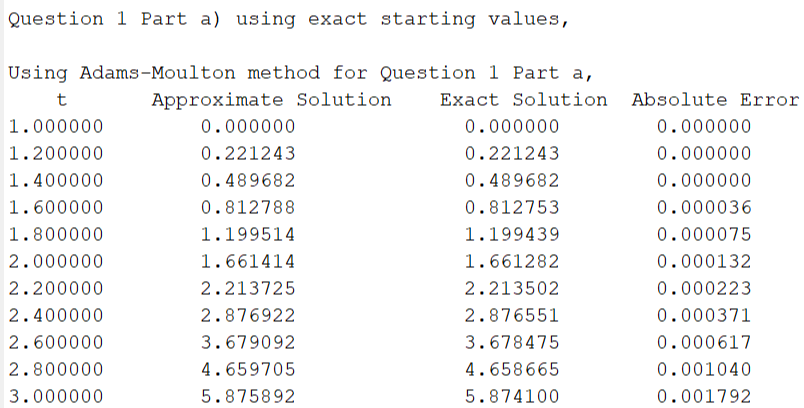 Question 1 Part a) using exact starting values,
Using Adams-Moulton method for Question 1 Part a,
t Approximate Solution Exact Solution Absolute Error
1.000000 0.000000 0.000000 0.000000
1.200000 0.221243 0.221243 0.000000
1.400000 0.489682 0.489682 0.000000
1.600000 0.812788 0.812753 0.000036
1.800000 1.199514 1.199439 0.000075
2.000000 1.661414 1.661282 0.000132
2.200000 2.213725 2.213502 0.000223
2.400000 2.876922 2.876551 0.000371
2.600000 3.679092 3.678475 0.000617
2.800000 4.659705 4.658665 0.001040
3.000000 5.875892 5.874100 0.001792